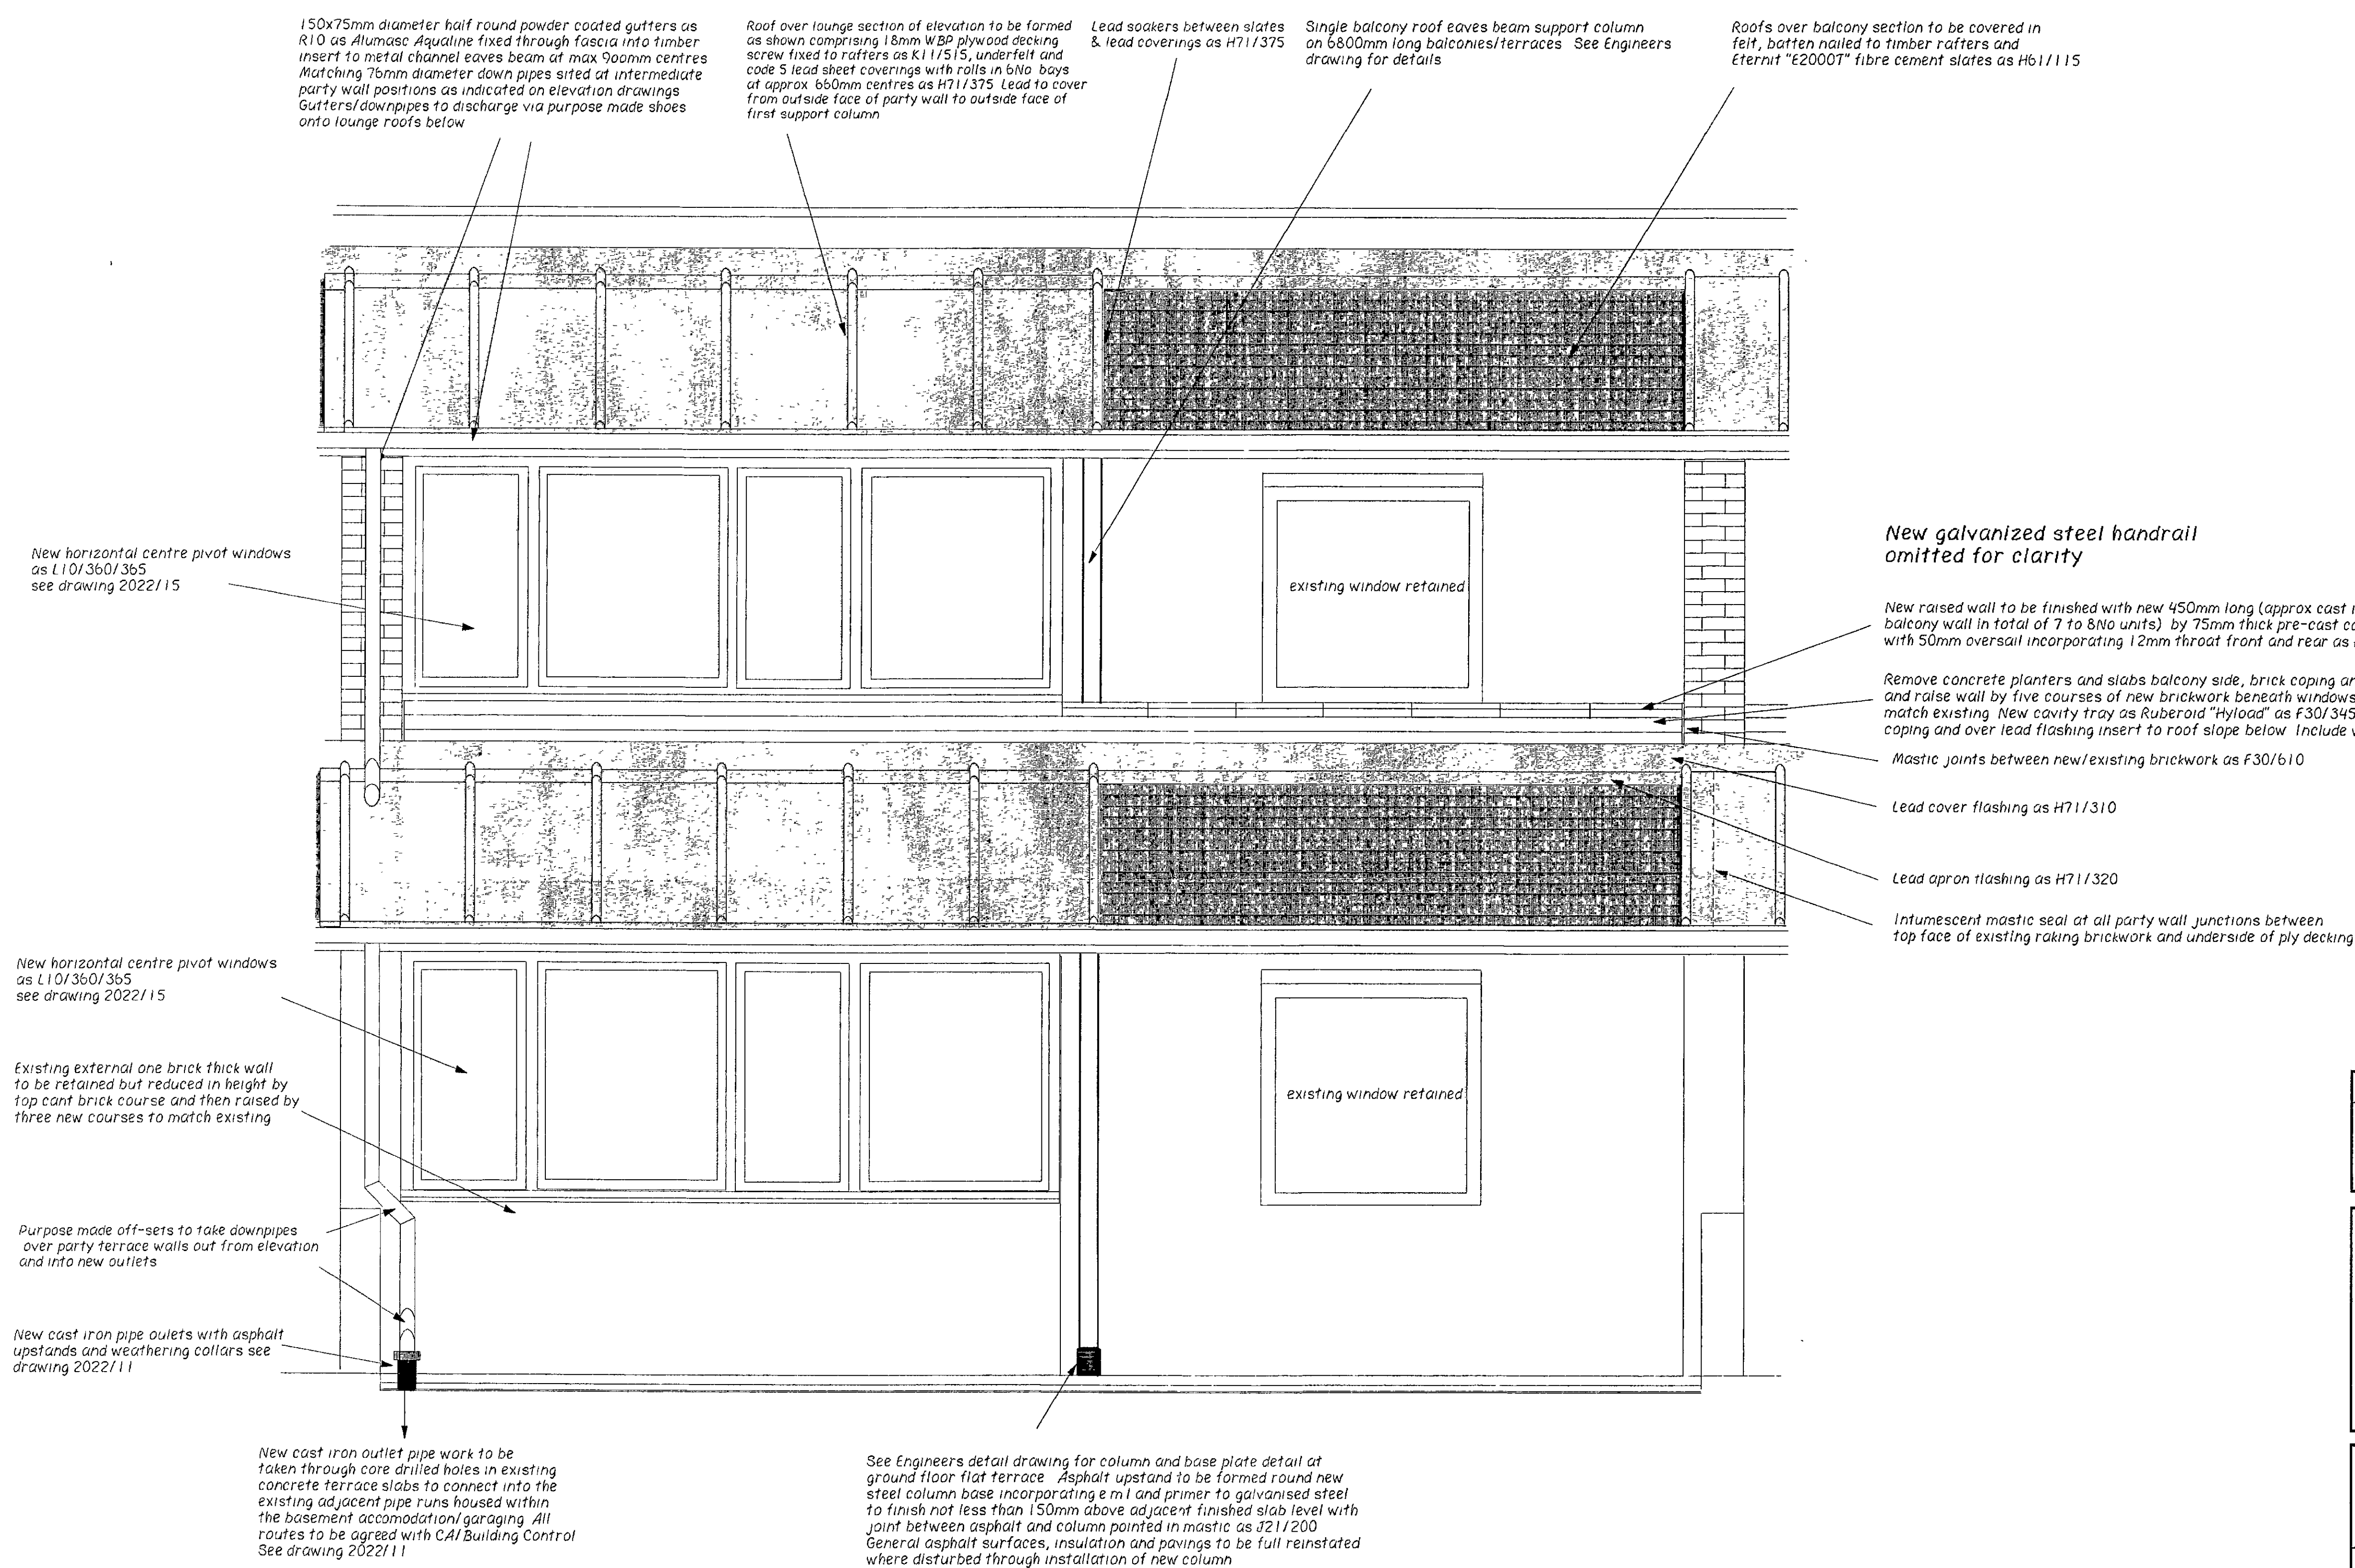 150x75mm diameter half round powder coated gutters as
R10 as Alumasc Aqualine fixed through fascia into timber
insert to metal channel eaves beam at max 900mm centres
Matching 76mm diameter down pipes sited at intermediate
party wall positions as indicated on elevation drawings
Gutters/downpipes to discharge via purpose made shoes
onto lounge roofs below
Roof over lounge section of elevation to be formed
as shown comprising 18mm WBP plywood decking
screw fixed to rafters as K11/515, underfelt and
code 5 lead sheet coverings with rolls in 6No bays
at approx 660mm centres as H71/375 Lead to cover
from outside face of party wall to outside face of
first support column
Lead soakers between slates
& lead coverings as H71/375
Single balcony roof eaves beam support column
on 6800mm long balconies/terraces See Engineers
drawing for details
Roofs over balcony section to be covered in
felt, batten nailed to timber rafters and
Eternit "E2000T" fibre cement slates as H61/115
New horizontal centre pivot windows
as L10/360/365
see drawing 2022/15
existing window retained
New galvanized steel handrail
omitted for clarity
New raised wall to be finished with new 450mm long (approx cast
balcony wall in total of 7 to 8No units) by 75mm thick pre-cast
with 50mm oversail incorporating 12mm throat front and rear as
Remove concrete planters and slabs balcony side, brick coping
and raise wall by five courses of new brickwork beneath windows
match existing New cavity tray as Ruberoid "Hyload" as F30/345
coping and over lead flashing insert to roof slope below Include
Mastic joints between new/existing brickwork as F30/610
Lead cover flashing as H71/310
Lead apron flashing as H71/320
Intumescent mastic seal at all party wall junctions between
top face of existing raking brickwork and underside of ply decking
New horizontal centre pivot windows
as L10/360/365
see drawing 2022/15
existing window retained
Existing external one brick thick wall
to be retained but reduced in height by
top cant brick course and then raised by
three new courses to match existing
Purpose made off-sets to take downpipes
over party terrace walls out from elevation
and into new outlets
New cast iron pipe oulets with asphalt
upstands and weathering collars see
drawing 2022/11
New cast iron outlet pipe work to be
taken through core drilled holes in existing
concrete terrace slabs to connect into the
existing adjacent pipe runs housed within
the basement accomodation/garaging All
routes to be agreed with CA/Building Control
See drawing 2022/11
See Engineers detail drawing for column and base plate detail at
ground floor flat terrace Asphalt upstand to be formed round new
steel column base incorporating e m l and primer to galvanised steel
to finish not less than 150mm above adjacent finished slab level with
joint between asphalt and column pointed in mastic as J21/200
General asphalt surfaces, insulation and pavings to be full reinstated
where disturbed through installation of new column